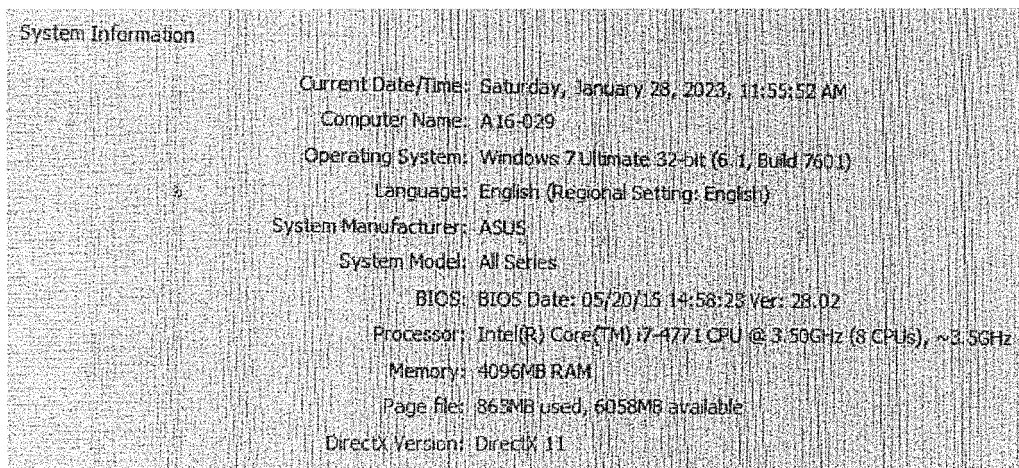 System Information
Current Date/Time: Saturday, January 28, 2023, 11:55:52 AM
Computer Name: A16-029
Operating System: Windows 7 Ultimate 32-bit (6.1, Build 7601)
Language: English (Regional Setting: English)
System Manufacturer: ASUS
System Model: All Series
BIOS: BIOS Date: 05/20/15 14:58:23 Ver: 28.02
Processor: Intel(R) Core(TM) i7-4771 CPU @ 3.50GHz (8 CPUs), ~3.5GHz
Memory: 4096MB RAM
Page file: 863MB used, 6058MB available
DirectX Version: DirectX 11